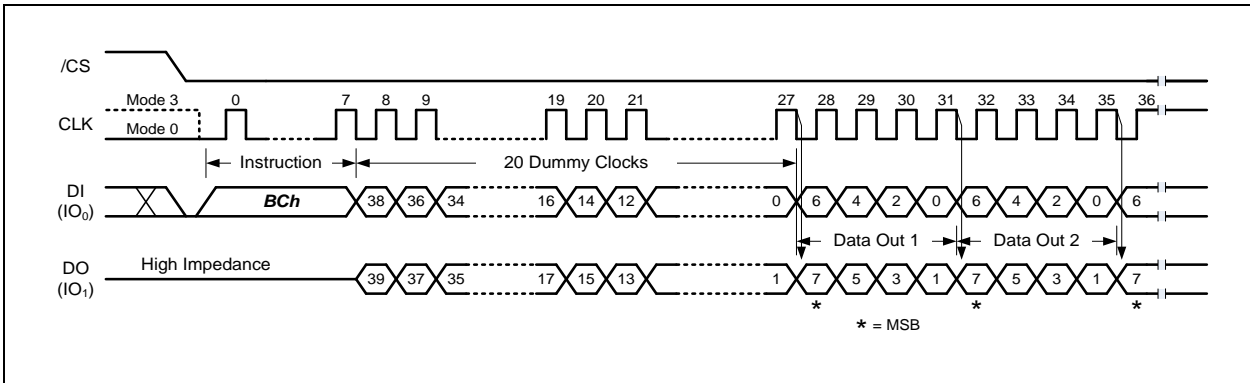 /CS
Mode 3
0 7 8 9 19 20 21 27 28 29 30 31 32 33 34 35 36
CLK
Mode 0
Instruction 20 Dummy Clocks
DI
(IO₀)
BCh 38 36 34 16 14 12 0 6 4 2 0 6 4 2 0 6
Data Out 1 Data Out 2
DO
(IO₁)
High Impedance
39 37 35 17 15 13 1 7 5 3 1 7 5 3 1 7
* * *
* = MSB